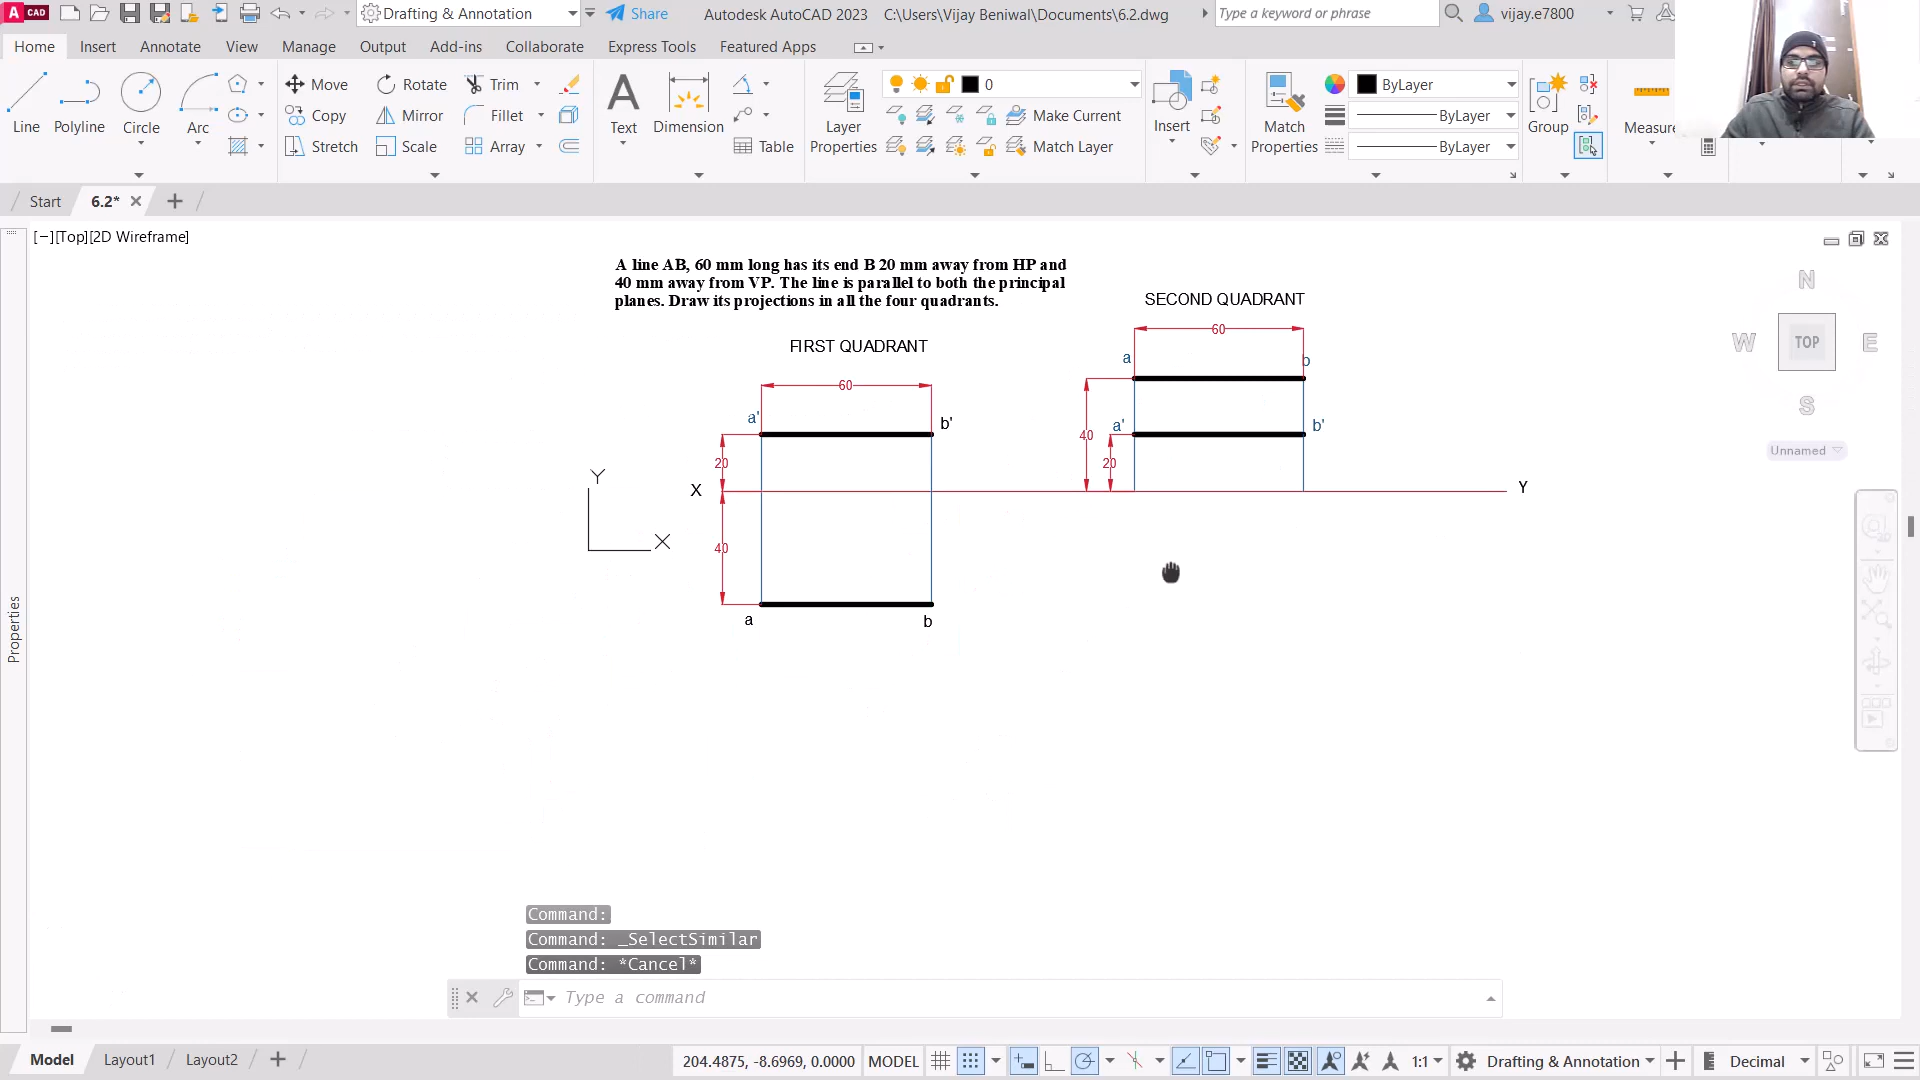 A CAD
Drafting & Annotation
Share
Autodesk AutoCAD 2023 C:\Users\Vijay Beniwal\Documents\6.2.dwg
Type a keyword or phrase
vijay.e7800
Home Insert Annotate View Manage Output Add-ins Collaborate Express Tools Featured Apps
Line
Polyline
Circle
Arc
Move
Rotate
Trim
Copy
Mirror
Fillet
Stretch
Scale
Array
Text
Dimension
Table
Layer
Properties
0
Make Current
Match Layer
Insert
Match
Properties
ByLayer
ByLayer
ByLayer
Group
Measure
Start
6.2*
[−][Top][2D Wireframe]
A line AB, 60 mm long has its end B 20 mm away from HP and
40 mm away from VP. The line is parallel to both the principal
planes. Draw its projections in all the four quadrants.
SECOND QUADRANT
60
a
b
a'
b'
40
20
FIRST QUADRANT
60
a'
b'
20
X
Y
40
a
b
Y
X
N
W
TOP
E
S
Unnamed
2D
Properties
Command:
Command: _SelectSimilar
Command: *Cancel*
Type a command
Model Layout1 Layout2
204.4875, -8.6969, 0.0000 MODEL
1:1
Drafting & Annotation
Decimal